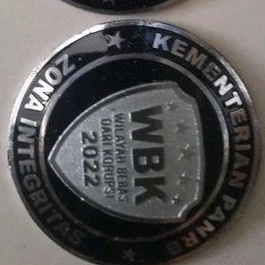 KEMENTERIAN PANRB
WBK
WILAYAH BEBAS
DARI KORUPSI
2022
ZONA INTEGRITAS